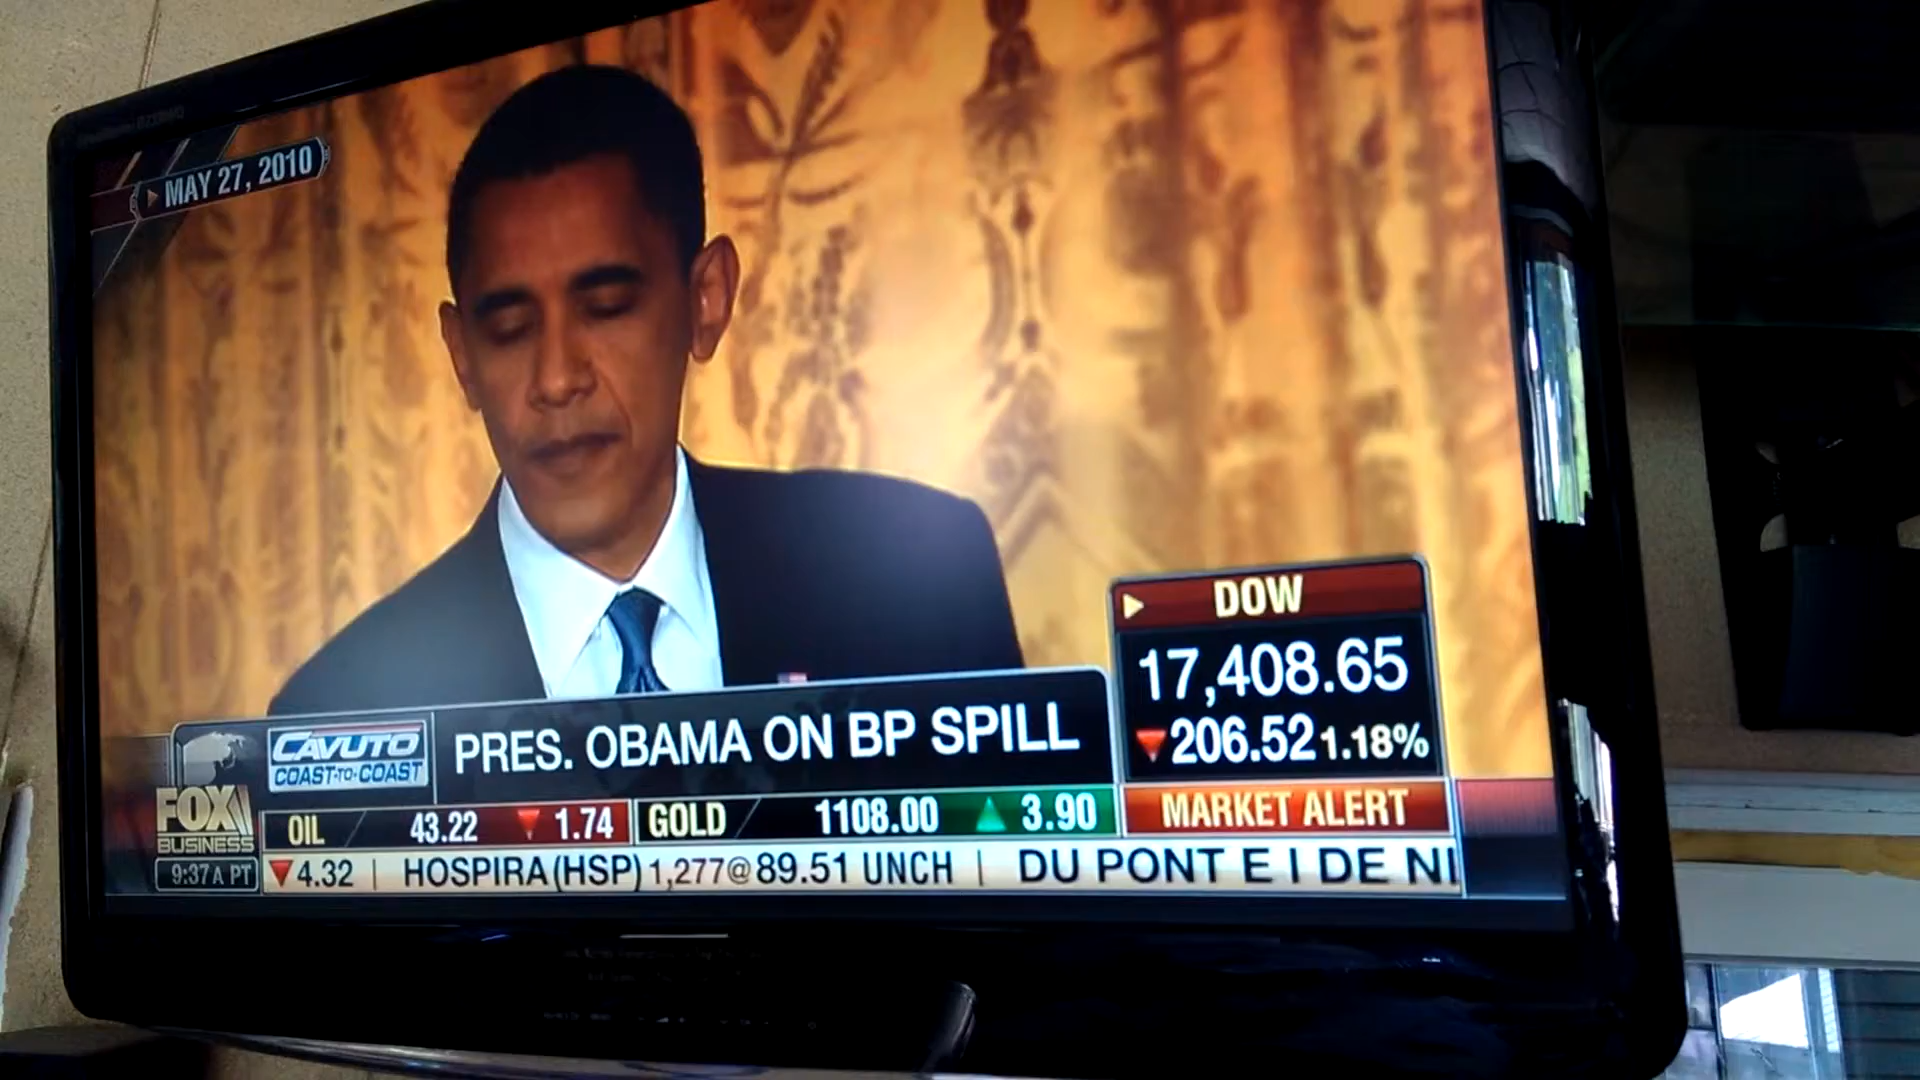 MAY 27, 2010
DOW
17,408.65
206.52 1.18%
CAVUTO
COAST-TO-COAST
PRES. OBAMA ON BP SPILL
FOX
BUSINESS
OIL 43.22 1.74 GOLD 1108.00 3.90 MARKET ALERT
9:37A PT
4.32 | HOSPIRA (HSP) 1,277@89.51 UNCH | DU PONT E I DE NI